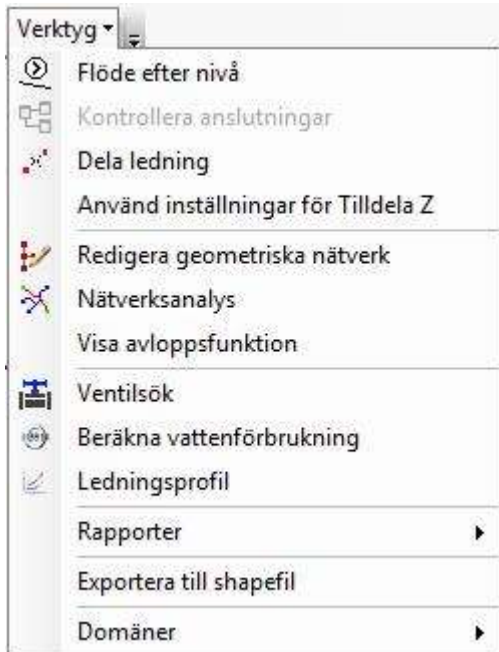 Verktyg
Flöde efter nivå
Kontrollera anslutningar
Dela ledning
Använd inställningar för Tilldela Z
Redigera geometriska nätverk
Nätverksanalys
Visa avloppsfunktion
Ventilsök
Beräkna vattenförbrukning
Ledningsprofil
Rapporter
Exportera till shapefil
Domäner